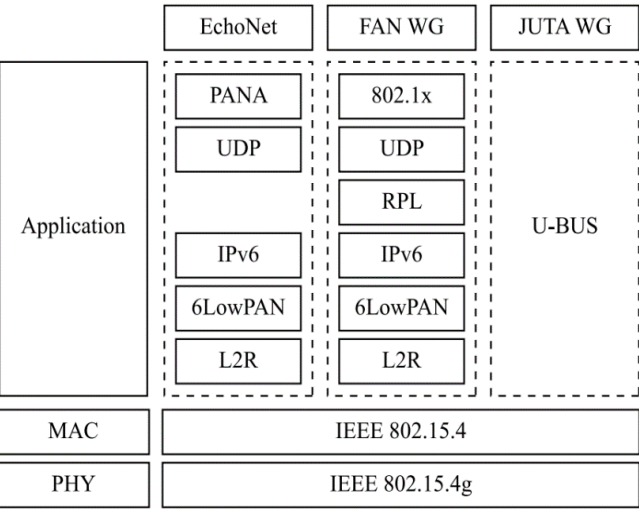 EchoNet FAN WG JUTA WG
PANA 802.1x
UDP UDP
RPL
Application U-BUS
IPv6 IPv6
6LowPAN 6LowPAN
L2R L2R
MAC IEEE 802.15.4
PHY IEEE 802.15.4g